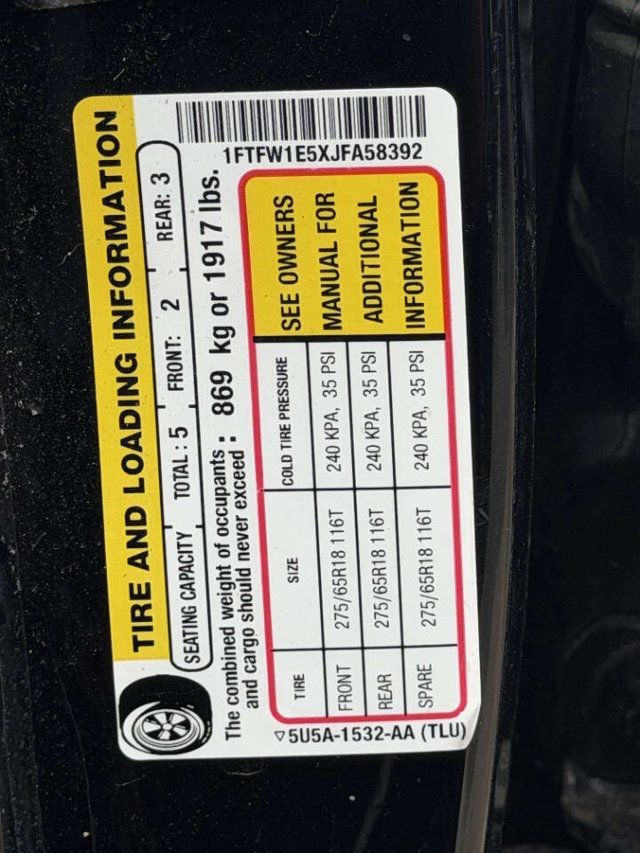 TIRE AND LOADING INFORMATION
SEATING CAPACITY TOTAL : 5 FRONT: 2 REAR: 3
The combined weight of occupants
and cargo should never exceed : 869 kg or 1917 lbs.
TIRE SIZE COLD TIRE PRESSURE
FRONT 275/65R18 116T 240 KPA, 35 PSI
REAR 275/65R18 116T 240 KPA, 35 PSI
SPARE 275/65R18 116T 240 KPA, 35 PSI
SEE OWNERS
MANUAL FOR
ADDITIONAL
INFORMATION
5U5A-1532-AA (TLU)
1FTFW1E5XJFA58392